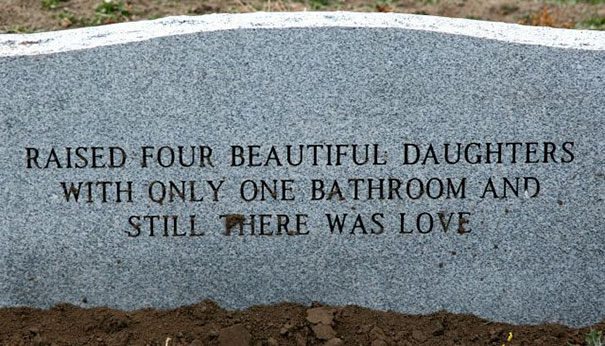 RAISED FOUR BEAUTIFUL DAUGHTERS
WITH ONLY ONE BATHROOM AND
STILL THERE WAS LOVE